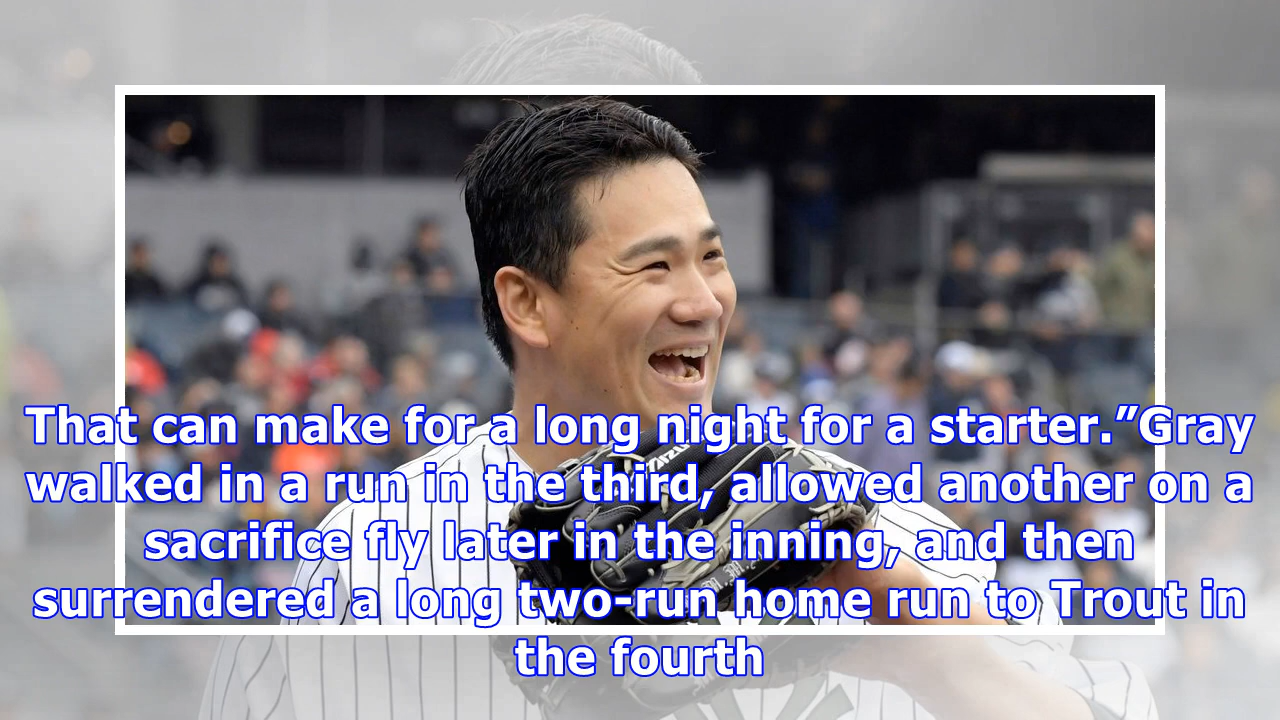 That can make for a long night for a starter.”Gray
walked in a run in the third, allowed another on a
sacrifice fly later in the inning, and then
surrendered a long two-run home run to Trout in
the fourth